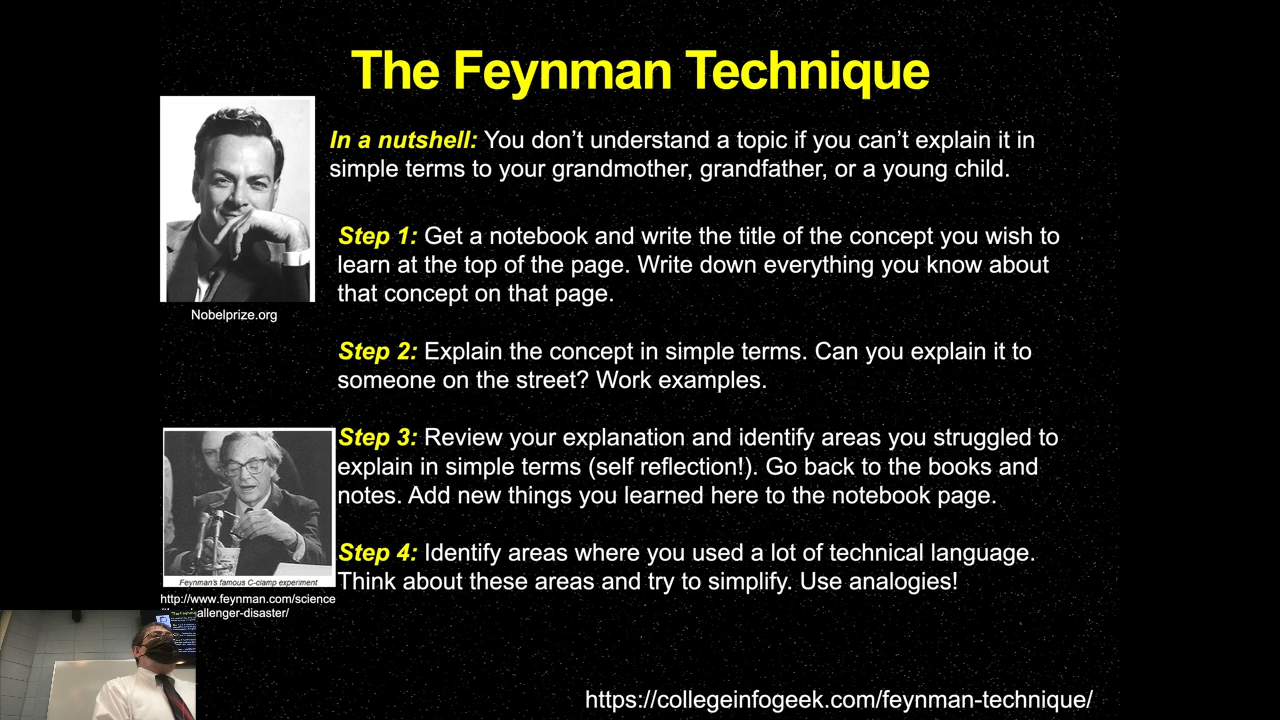 The Feynman Technique
In a nutshell: You don’t understand a topic if you can’t explain it in
simple terms to your grandmother, grandfather, or a young child.
Nobelprize.org
Step 1: Get a notebook and write the title of the concept you wish to
learn at the top of the page. Write down everything you know about
that concept on that page.
Step 2: Explain the concept in simple terms. Can you explain it to
someone on the street? Work examples.
Step 3: Review your explanation and identify areas you struggled to
explain in simple terms (self reflection!). Go back to the books and
notes. Add new things you learned here to the notebook page.
Step 4: Identify areas where you used a lot of technical language.
Think about these areas and try to simplify. Use analogies!
Feynman's famous C-clamp experiment
http://www.feynman.com/science
allenger-disaster/
https://collegeinfogeek.com/feynman-technique/